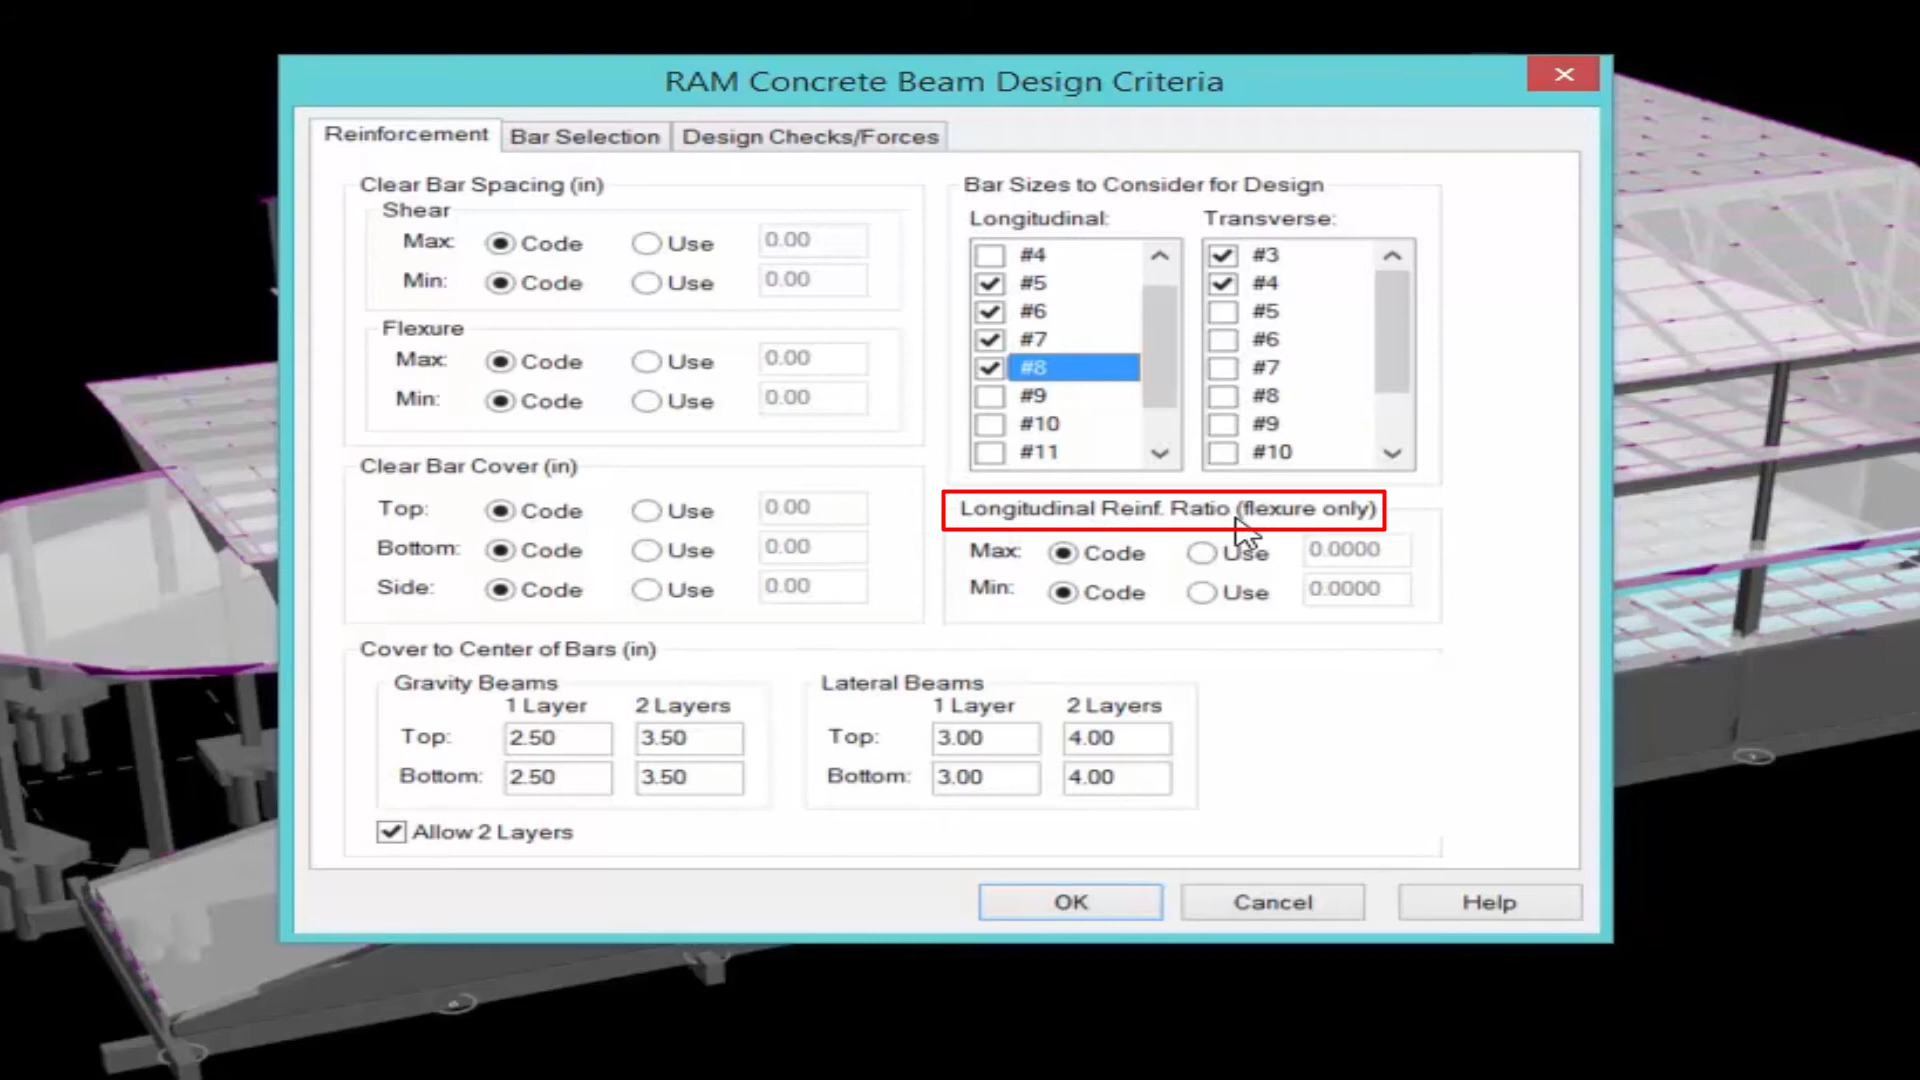 RAM Concrete Beam Design Criteria
Reinforcement Bar Selection Design Checks/Forces
Clear Bar Spacing (in)
Shear
Max: Code Use 0.00
Min: Code Use 0.00
Flexure
Max: Code Use 0.00
Min: Code Use 0.00
Clear Bar Cover (in)
Top: Code Use 0.00
Bottom: Code Use 0.00
Side: Code Use 0.00
Bar Sizes to Consider for Design
Longitudinal: Transverse:
#4 #3
#5 #4
#6 #5
#7 #6
#8 #7
#9 #8
#10 #9
#11 #10
Longitudinal Reinf. Ratio (flexure only)
Max: Code Use 0.0000
Min: Code Use 0.0000
Cover to Center of Bars (in)
Gravity Beams
1 Layer 2 Layers
Top: 2.50 3.50
Bottom: 2.50 3.50
Lateral Beams
1 Layer 2 Layers
Top: 3.00 4.00
Bottom: 3.00 4.00
Allow 2 Layers
OK Cancel Help